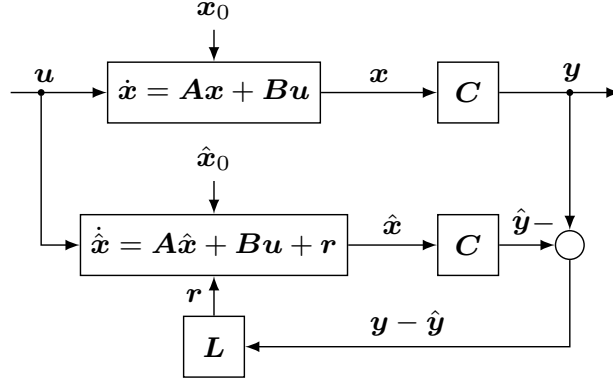 x₀
u
ẋ = Ax + Bu
x
C
y
x̂₀
x̂̇ = Ax̂ + Bu + r
x̂
C
ŷ −
r
L
y − ŷ